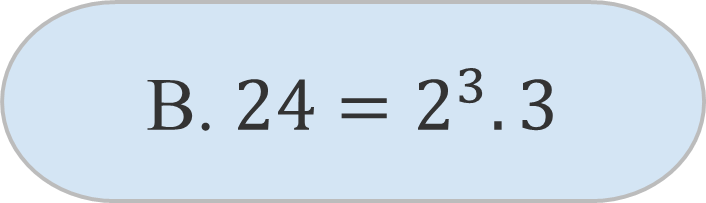 B. 24 = 2³. 3